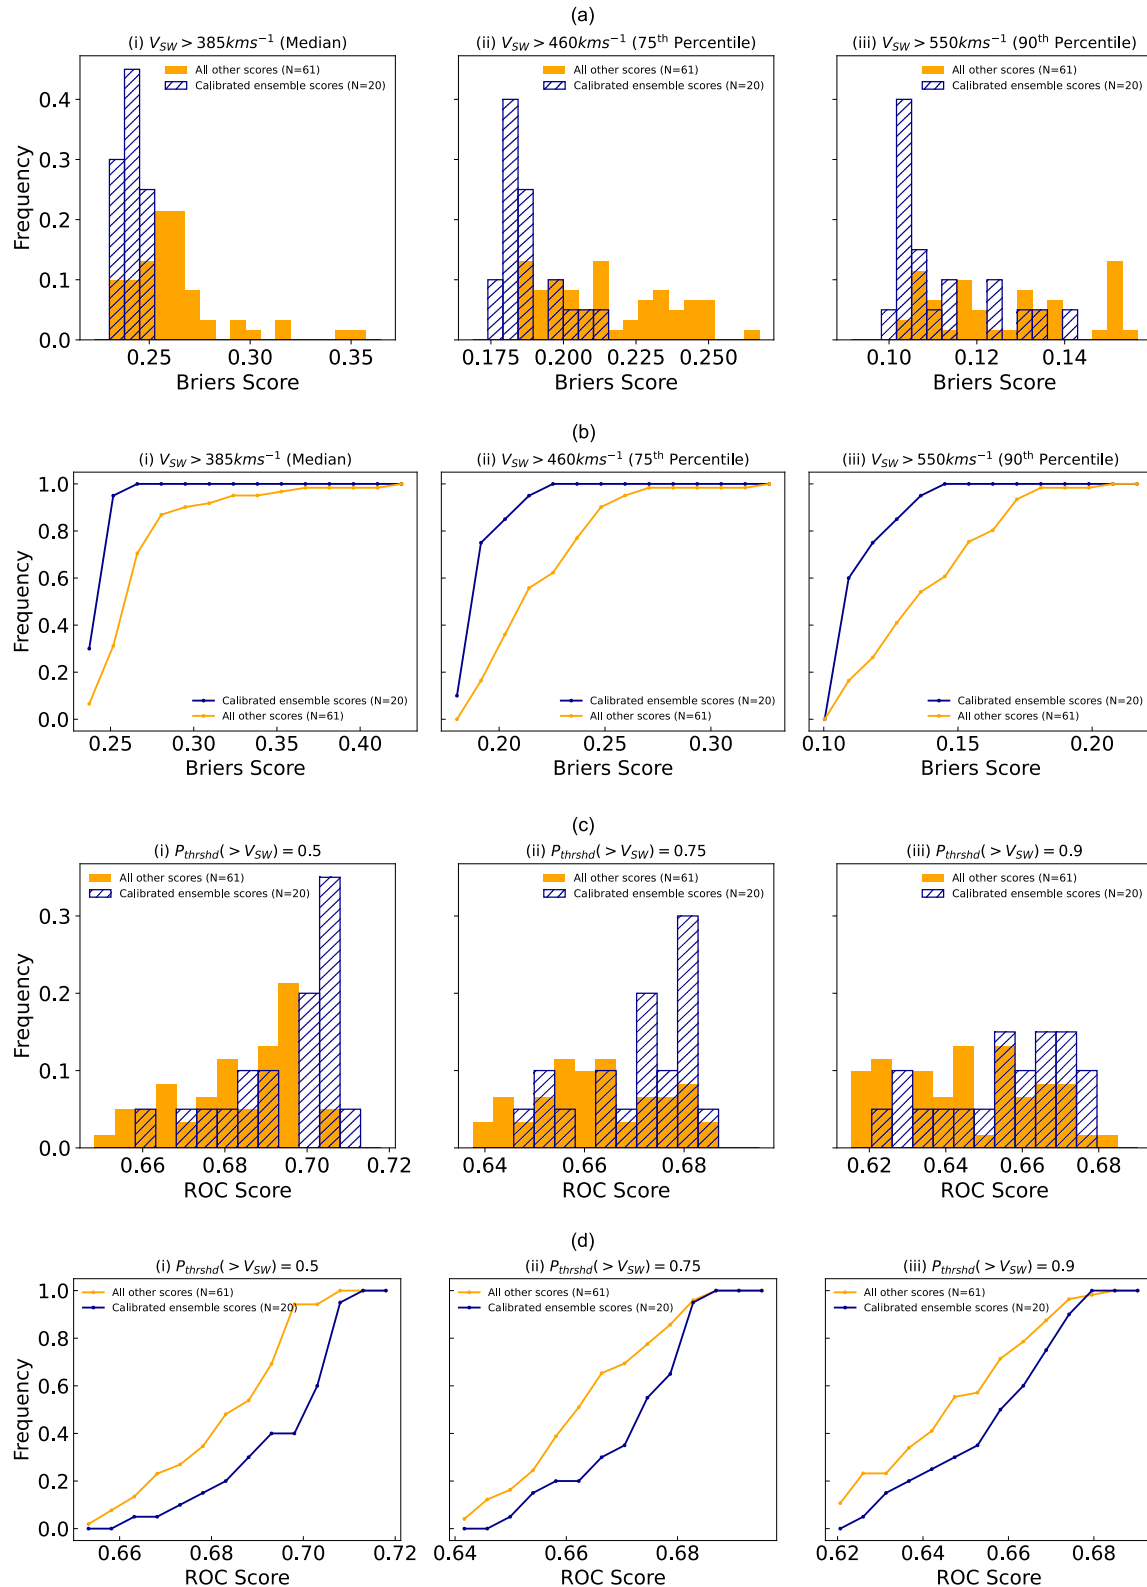 (a)
(i) V_SW > 385kms⁻¹ (Median)
(ii) V_SW > 460kms⁻¹ (75th Percentile)
(iii) V_SW > 550kms⁻¹ (90th Percentile)
All other scores (N=61)
Calibrated ensemble scores (N=20)
All other scores (N=61)
Calibrated ensemble scores (N=20)
All other scores (N=61)
Calibrated ensemble scores (N=20)
Frequency
0.4
0.3
0.2
0.1
0.0
0.25 0.30 0.35
0.175 0.200 0.225 0.250
0.10 0.12 0.14
Briers Score
Briers Score
Briers Score
(b)
(i) V_SW > 385kms⁻¹ (Median)
(ii) V_SW > 460kms⁻¹ (75th Percentile)
(iii) V_SW > 550kms⁻¹ (90th Percentile)
Frequency
1.0
0.8
0.6
0.4
0.2
0.0
Calibrated ensemble scores (N=20)
All other scores (N=61)
Calibrated ensemble scores (N=20)
All other scores (N=61)
Calibrated ensemble scores (N=20)
All other scores (N=61)
0.25 0.30 0.35 0.40
0.20 0.25 0.30
0.10 0.15 0.20
Briers Score
Briers Score
Briers Score
(c)
(i) P_thrshd(> V_SW) = 0.5
(ii) P_thrshd(> V_SW) = 0.75
(iii) P_thrshd(> V_SW) = 0.9
All other scores (N=61)
Calibrated ensemble scores (N=20)
All other scores (N=61)
Calibrated ensemble scores (N=20)
All other scores (N=61)
Calibrated ensemble scores (N=20)
Frequency
0.3
0.2
0.1
0.0
0.66 0.68 0.70 0.72
0.64 0.66 0.68
0.62 0.64 0.66 0.68
ROC Score
ROC Score
ROC Score
(d)
(i) P_thrshd(> V_SW) = 0.5
(ii) P_thrshd(> V_SW) = 0.75
(iii) P_thrshd(> V_SW) = 0.9
All other scores (N=61)
Calibrated ensemble scores (N=20)
All other scores (N=61)
Calibrated ensemble scores (N=20)
All other scores (N=61)
Calibrated ensemble scores (N=20)
Frequency
1.0
0.8
0.6
0.4
0.2
0.0
0.66 0.68 0.70
0.64 0.66 0.68
0.62 0.64 0.66 0.68
ROC Score
ROC Score
ROC Score